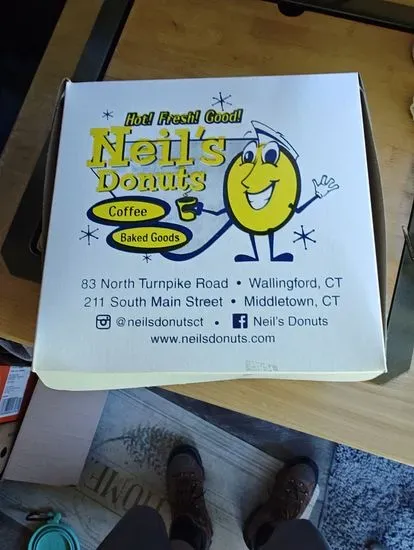 Hot! Fresh! Good!
Neil's
Donuts
Coffee
Baked Goods
83 North Turnpike Road • Wallingford, CT
211 South Main Street • Middletown, CT
@neilsdonutsct • Neil's Donuts
www.neilsdonuts.com
HOME